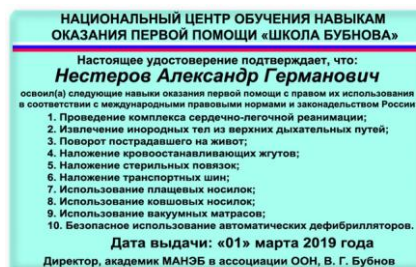 НАЦИОНАЛЬНЫЙ ЦЕНТР ОБУЧЕНИЯ НАВЫКАМ
ОКАЗАНИЯ ПЕРВОЙ ПОМОЩИ «ШКОЛА БУБНОВА»
Настоящее удостоверение подтверждает, что:
Нестеров Александр Германович
освоил(а) следующие навыки оказания первой помощи с правом их использования
в соответствии с международными правовыми нормами и законадельством России
1. Проведение комплекса сердечно-легочной реанимации;
2. Извлечение инородных тел из верхних дыхательных путей;
3. Поворот пострадавшего на живот;
4. Наложение кровоостанавливающих жгутов;
5. Наложение стерильных повязок;
6. Наложение транспортных шин;
7. Использование плащевых носилок;
8. Использование ковшовых носилок;
9. Использование вакуумных матрасов;
10. Безопасное использование автоматических дефибрилляторов.
Дата выдачи: «01» марта 2019 года
Директор, академик МАНЭБ в ассоциации ООН, В. Г. Бубнов